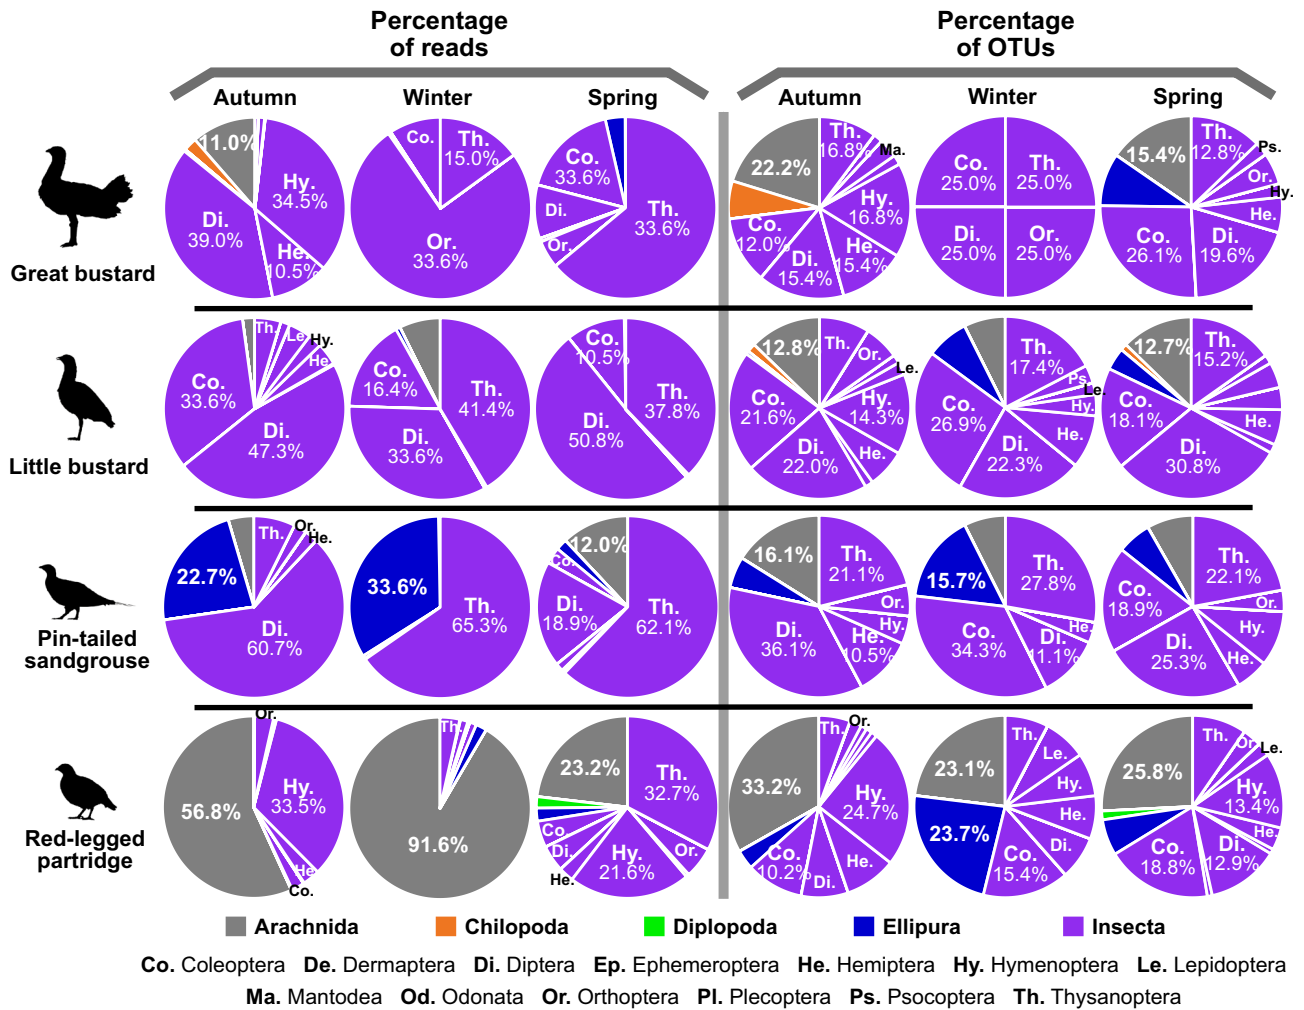 Percentage
of reads
Percentage
of OTUs
Autumn
Winter
Spring
Autumn
Winter
Spring
Great bustard
11.0%
Hy.
34.5%
He.
10.5%
Di.
39.0%
Co.
Th.
15.0%
Or.
33.6%
Co.
33.6%
Di.
Or.
Th.
33.6%
22.2%
Th.
16.8%
Ma.
Hy.
16.8%
He.
15.4%
Di.
15.4%
Co.
12.0%
Co.
25.0%
Th.
25.0%
Di.
25.0%
Or.
25.0%
15.4%
Th.
12.8%
Ps.
Or.
Hy.
He.
Di.
19.6%
Co.
26.1%
Little bustard
Th.
Le.
Hy.
He.
Co.
33.6%
Di.
47.3%
Co.
16.4%
Th.
41.4%
Di.
33.6%
Co.
10.5%
Th.
37.8%
Di.
50.8%
12.8%
Th.
Or.
Le.
Hy.
14.3%
He.
Di.
22.0%
Co.
21.6%
Th.
17.4%
Ps.
Le.
Hy.
He.
Di.
22.3%
Co.
26.9%
12.7%
Th.
15.2%
He.
Di.
30.8%
Co.
18.1%
Pin-tailed
sandgrouse
22.7%
Th.
Or.
He.
Di.
60.7%
33.6%
Th.
65.3%
12.0%
Co.
Di.
18.9%
Th.
62.1%
16.1%
Th.
21.1%
Or.
Hy.
He.
10.5%
Di.
36.1%
15.7%
Th.
27.8%
He.
Di.
11.1%
Co.
34.3%
Th.
22.1%
Or.
Hy.
He.
Di.
25.3%
Co.
18.9%
Red-legged
partridge
Or.
56.8%
Hy.
33.5%
He.
Co.
Th.
91.6%
23.2%
Th.
32.7%
Or.
Hy.
21.6%
He.
Di.
Co.
33.2%
Th.
Or.
Hy.
24.7%
He.
Di.
Co.
10.2%
23.1%
Th.
Le.
Hy.
He.
Di.
Co.
15.4%
23.7%
25.8%
Th.
Or.
Le.
Hy.
13.4%
He.
Di.
12.9%
Co.
18.8%
Arachnida Chilopoda Diplopoda Ellipura Insecta
Co. Coleoptera De. Dermaptera Di. Diptera Ep. Ephemeroptera He. Hemiptera Hy. Hymenoptera Le. Lepidoptera
Ma. Mantodea Od. Odonata Or. Orthoptera Pl. Plecoptera Ps. Psocoptera Th. Thysanoptera